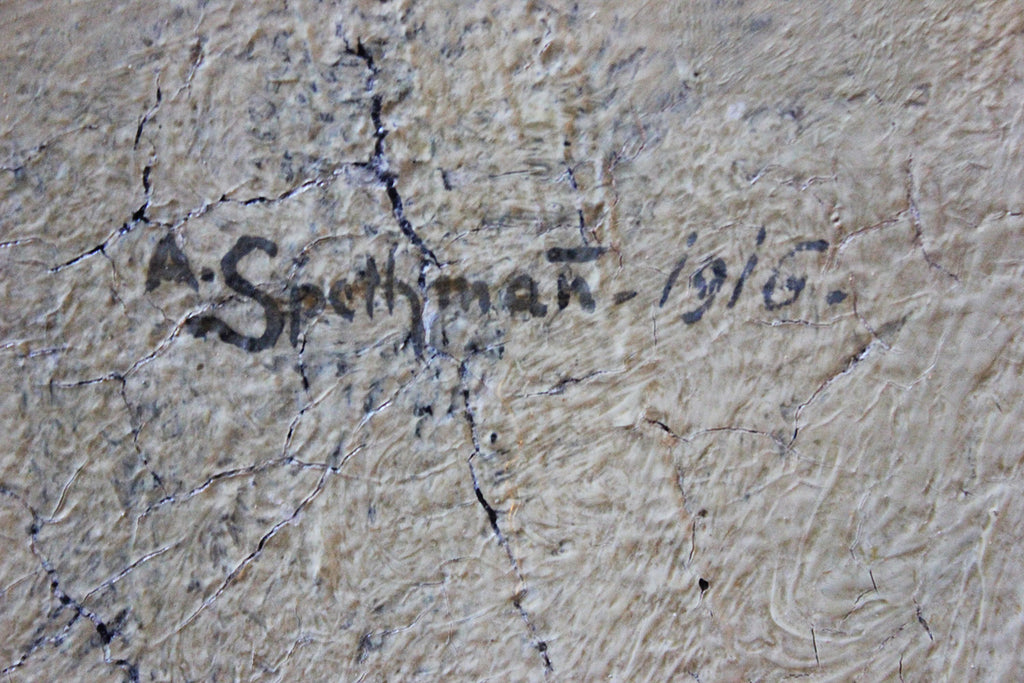 A. Spethman̄ - 1916.